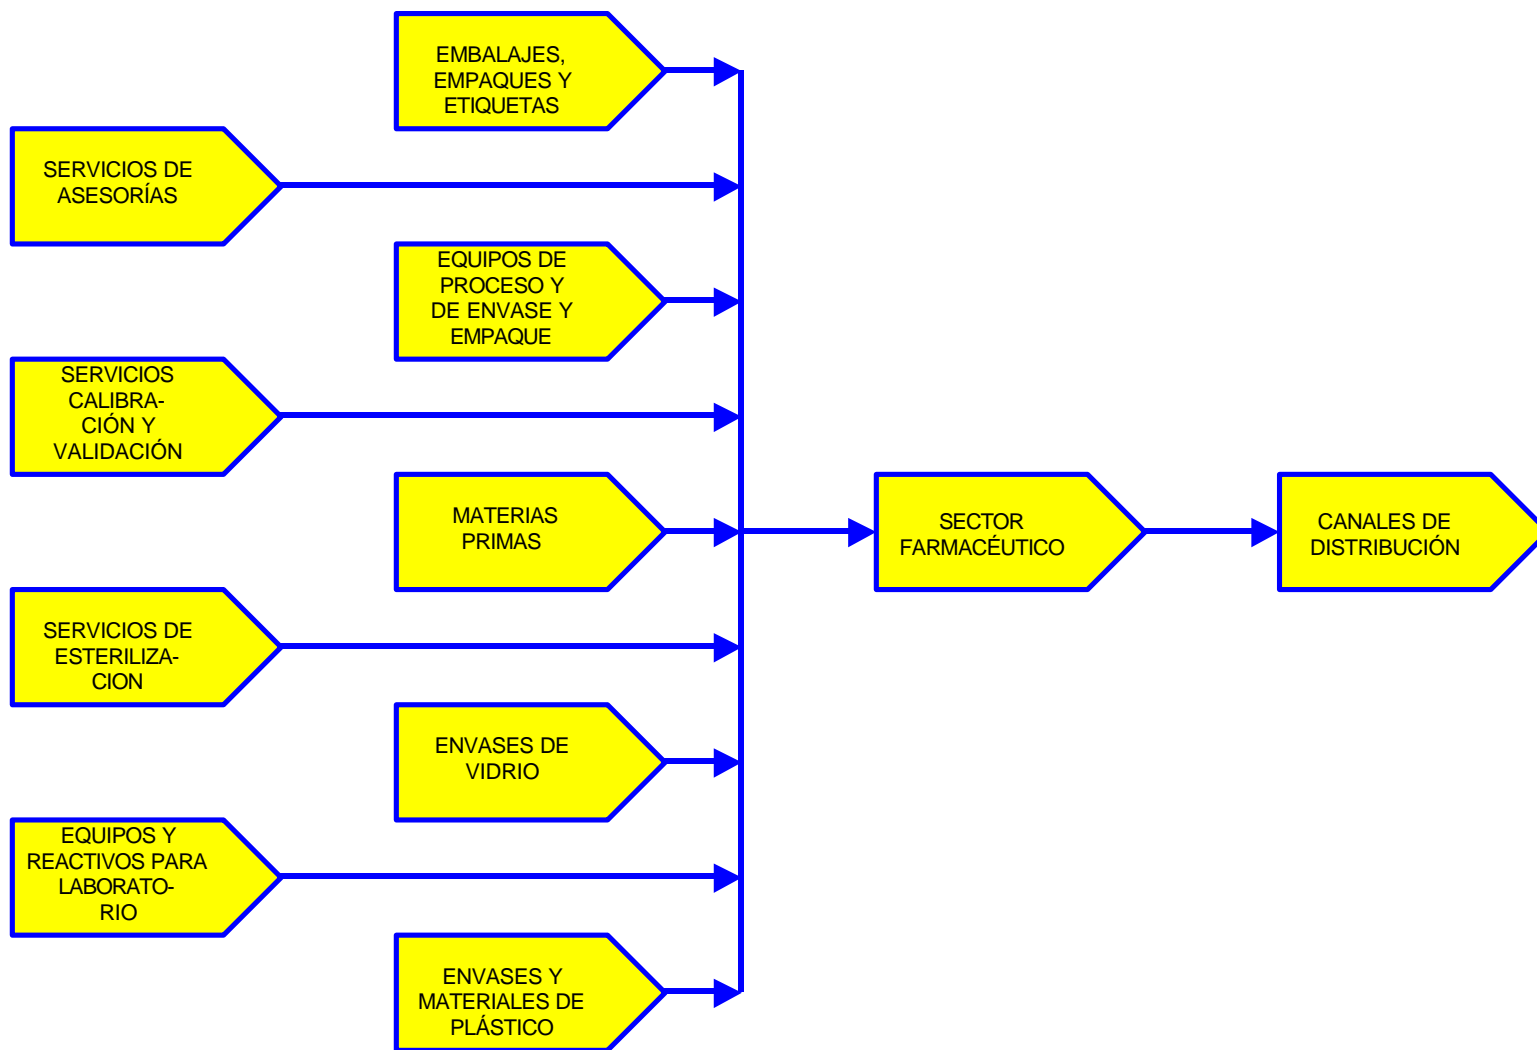 EMBALAJES,
EMPAQUES Y
ETIQUETAS
SERVICIOS DE
ASESORÍAS
EQUIPOS DE
PROCESO Y
DE ENVASE Y
EMPAQUE
SERVICIOS
CALIBRA-
CIÓN Y
VALIDACIÓN
MATERIAS
PRIMAS
SECTOR
FARMACÉUTICO
CANALES DE
DISTRIBUCIÓN
SERVICIOS DE
ESTERILIZA-
CION
ENVASES DE
VIDRIO
EQUIPOS Y
REACTIVOS PARA
LABORATO-
RIO
ENVASES Y
MATERIALES DE
PLÁSTICO